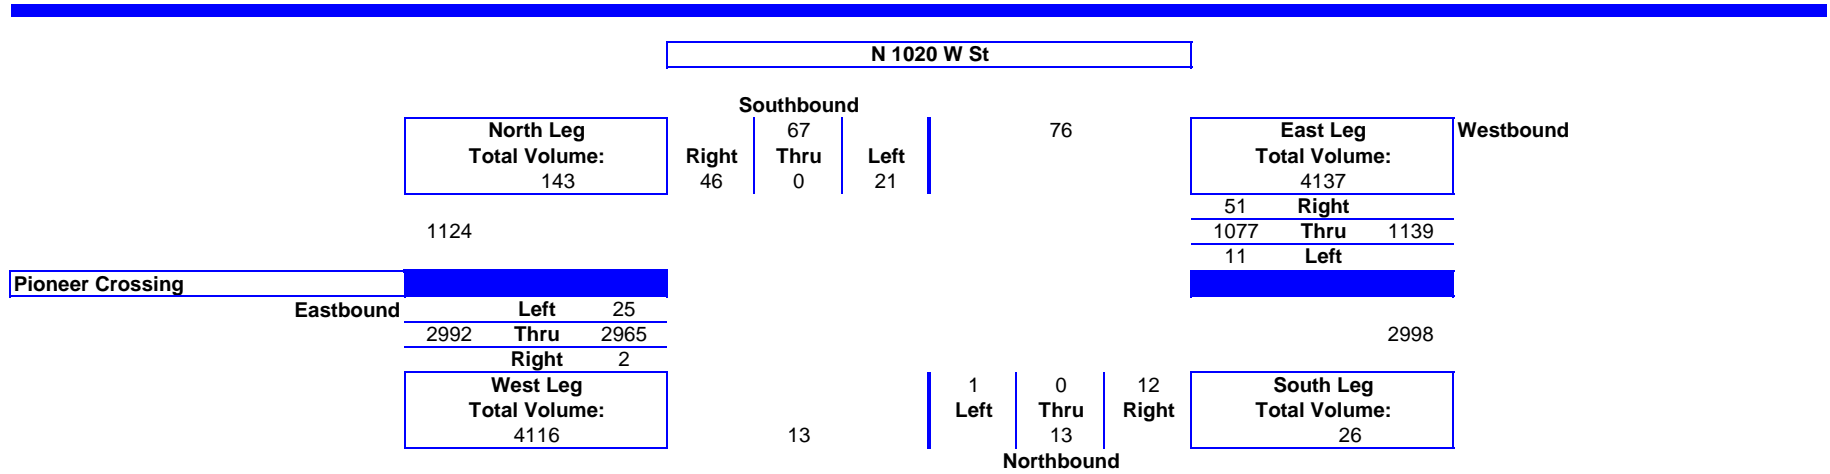 N 1020 W St
Southbound
North Leg 67 76 East Leg Westbound
Total Volume: Right Thru Left Total Volume:
143 46 0 21 4137
51 Right
1124 1077 Thru 1139
11 Left
Pioneer Crossing
Eastbound Left 25
2992 Thru 2965 2998
Right 2
West Leg 1 0 12 South Leg
Total Volume: Left Thru Right Total Volume:
4116 13 13 26
Northbound